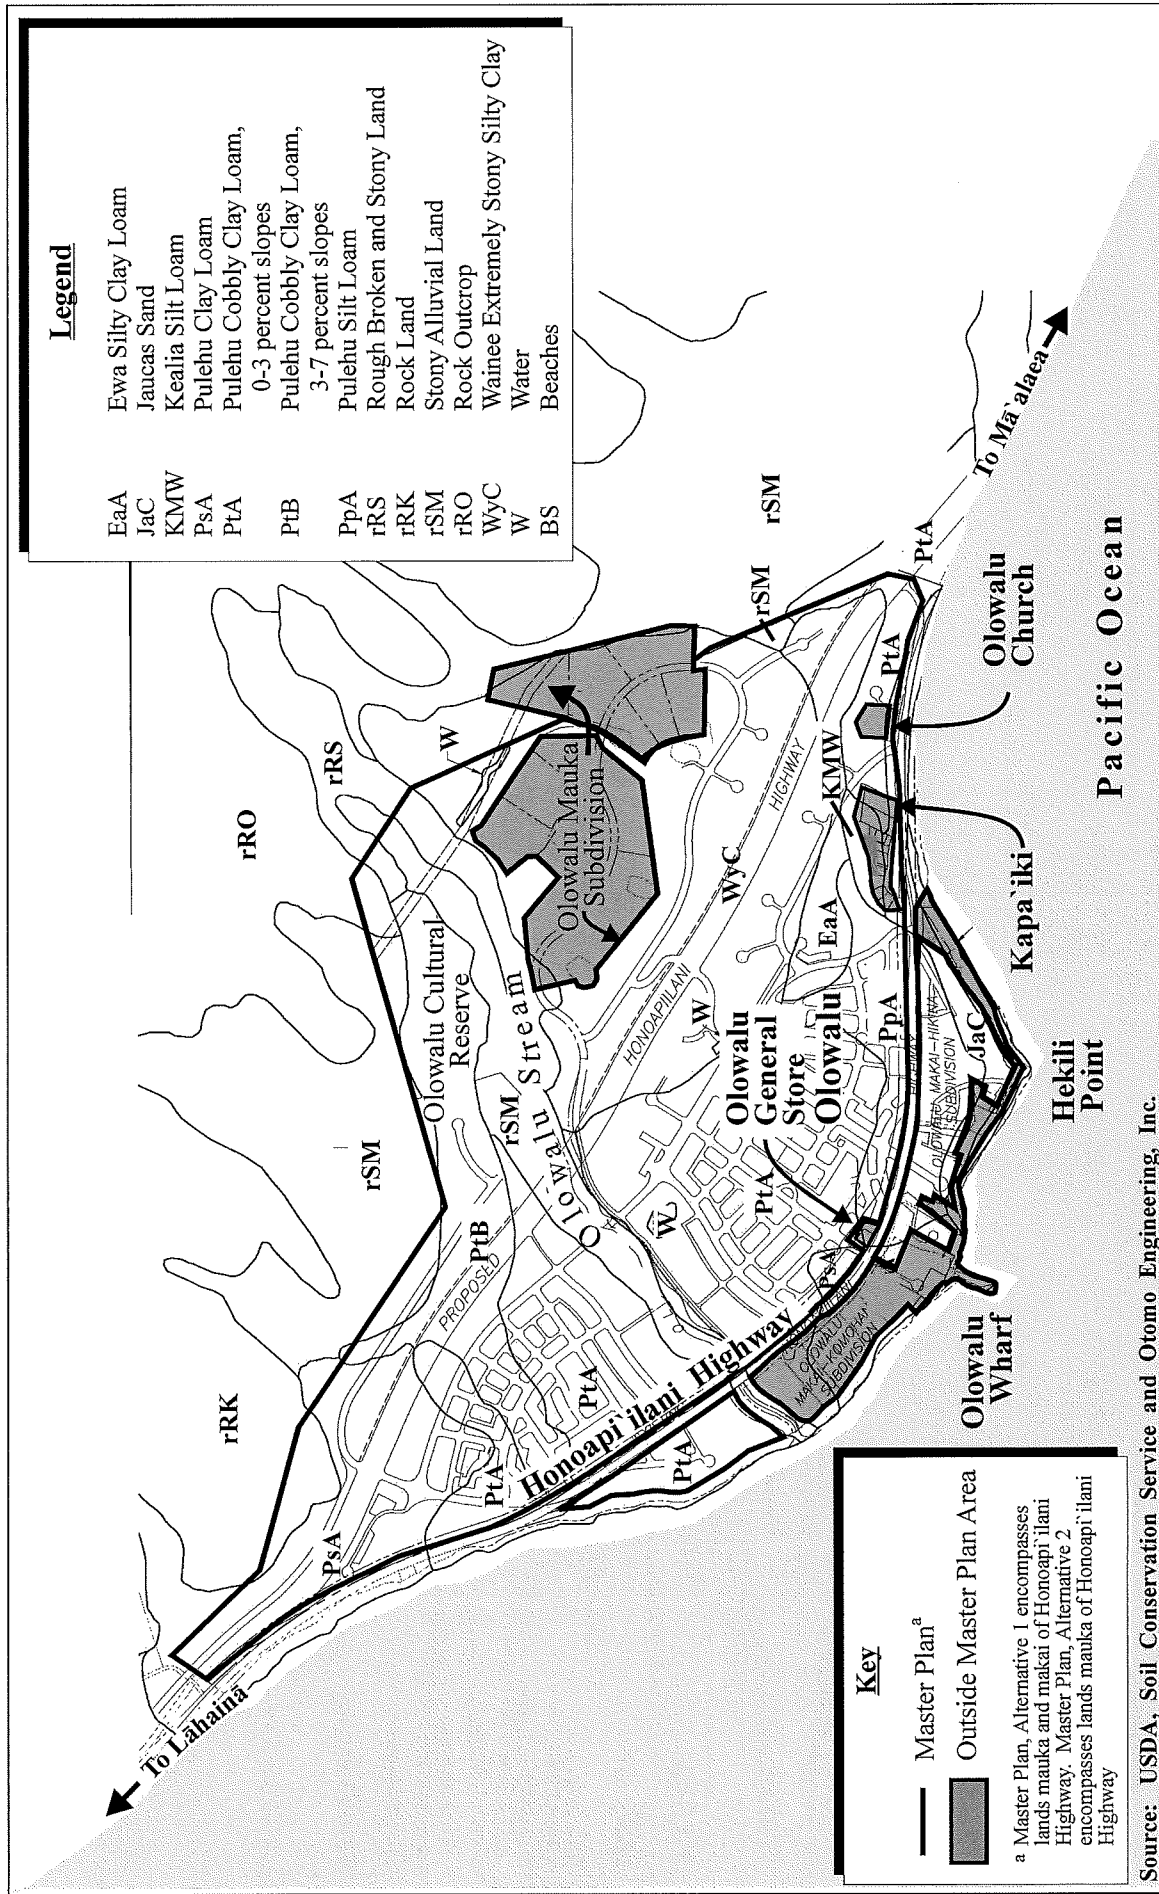 Legend
EaA Ewa Silty Clay Loam
JaC Jaucas Sand
KMW Kealia Silt Loam
PsA Pulehu Clay Loam
PtA Pulehu Cobbly Clay Loam,
0-3 percent slopes
PtB Pulehu Cobbly Clay Loam,
3-7 percent slopes
PpA Pulehu Silt Loam
rRS Rough Broken and Stony Land
rRK Rock Land
rSM Stony Alluvial Land
rRO Rock Outcrop
WyC Wainee Extremely Stony Silty Clay
W Water
BS Beaches
To Lāhainā
rRK
rSM
rRO
rRS
W
PsA
PtB
PROPOSED
Olowalu Cultural
Reserve
rSM
Olowalu Stream
Olowalu Mauka
Subdivision
rSM
rSM
PtA
PtA
Honoapi`ilani Highway
PtA
W
PtA
W
HONOAPIILANI
HIGHWAY
WyC
Olowalu
General
Store
Olowalu
EaA
KMW
PtA
PtA
To Mā`alaea
PsA
PpA
HIGHWAY
OLOWALU
MAKAI-KOMOHANA
SUBDIVISION
OLOWALU MAKAI-HIKINA
SUBDIVISION
JaC
Olowalu
Wharf
Hekili
Point
Kapa`iki
Olowalu
Church
Pacific Ocean
Key
Master Planᵃ
Outside Master Plan Area
a Master Plan, Alternative 1 encompasses
lands mauka and makai of Honoapi`ilani
Highway. Master Plan, Alternative 2
encompasses lands mauka of Honoapi`ilani
Highway
Source: USDA, Soil Conservation Service and Otomo Engineering, Inc.